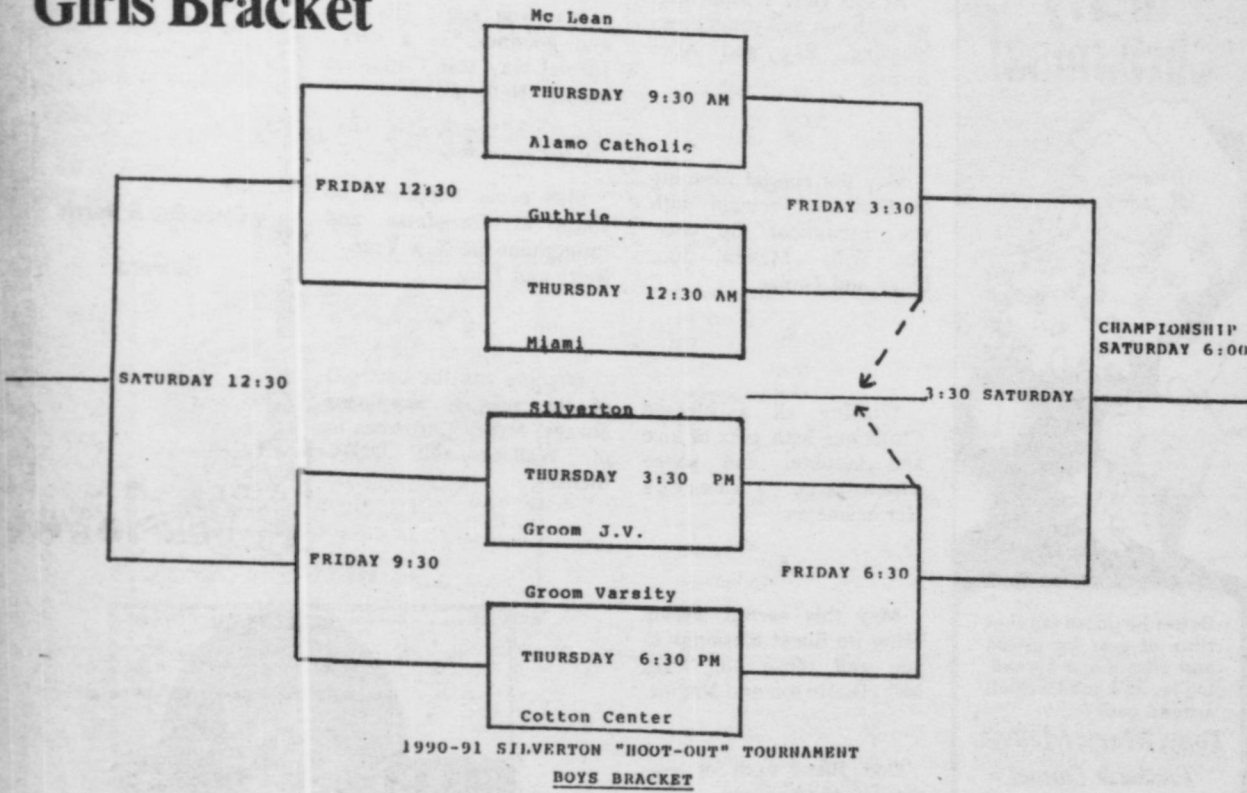 Girls Bracket
Mc Lean
THURSDAY 9:30 AM
Alamo Catholic
FRIDAY 12:30
FRIDAY 3:30
Guthrie
THURSDAY 12:30 AM
Miami
CHAMPIONSHIP
SATURDAY 6:00
SATURDAY 12:30
3:30 SATURDAY
Silverton
THURSDAY 3:30 PM
Groom J.V.
FRIDAY 9:30
FRIDAY 6:30
Groom Varsity
THURSDAY 6:30 PM
Cotton Center
1990-91 SILVERTON "HOOT-OUT" TOURNAMENT
BOYS BRACKET